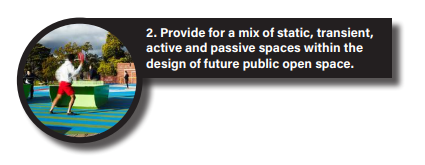 2. Provide for a mix of static, transient,
active and passive spaces within the
design of future public open space.